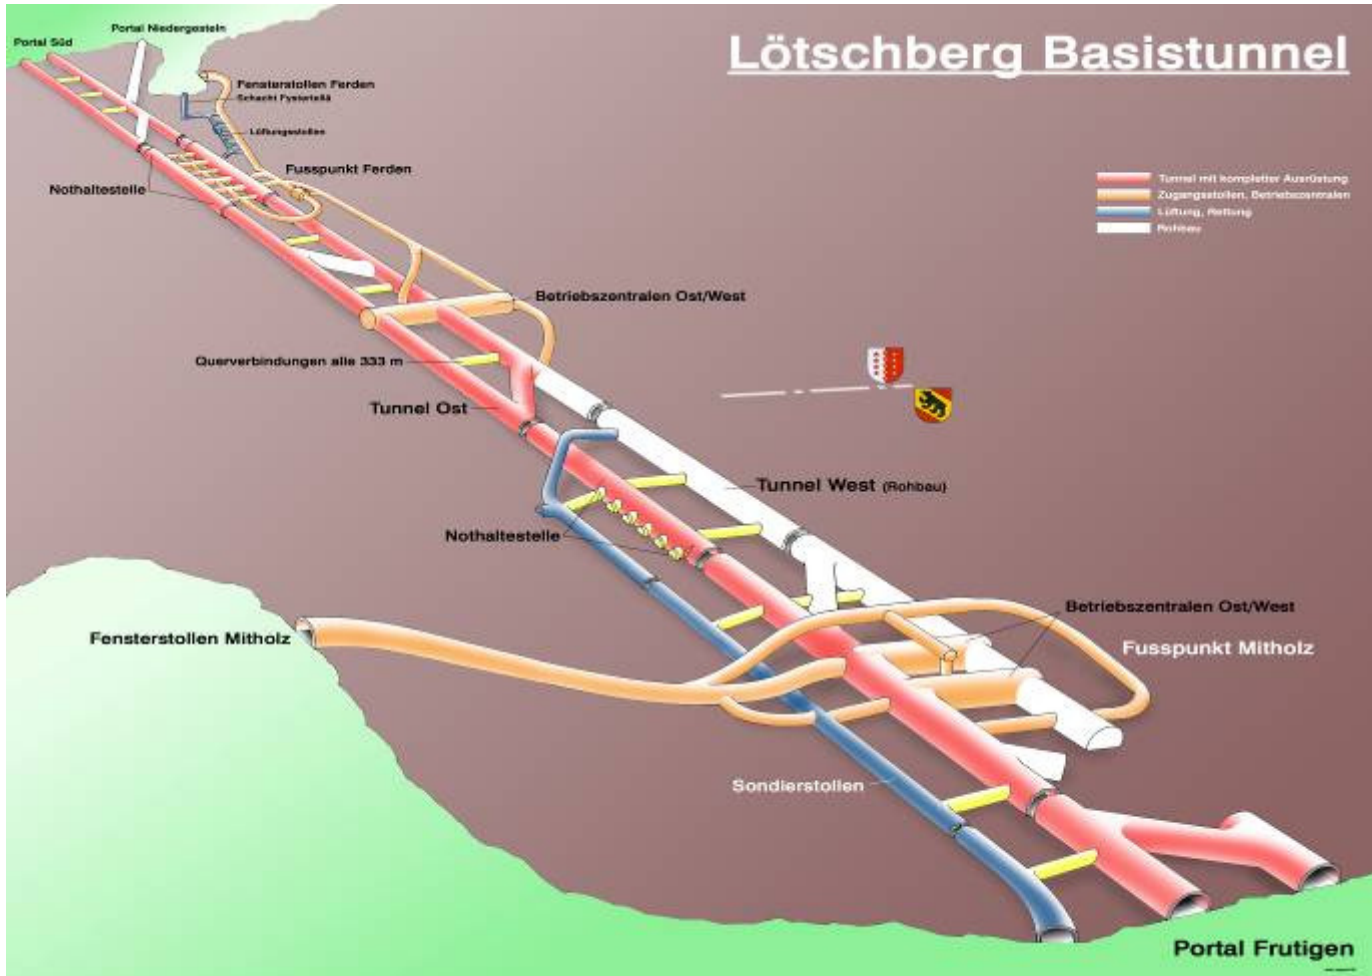 Portal Niedergesteln
Portal Süd
Lötschberg Basistunnel
Fensterstollen Ferden
Schacht Fystertellä
Lüftungsstollen
Fusspunkt Ferden
Nothaltestelle
Tunnel mit kompletter Ausrüstung
Zugangsstollen, Betriebszentralen
Lüftung, Rettung
Rohbau
Betriebszentralen Ost/West
Querverbindungen alle 333 m
Tunnel Ost
Tunnel West (Rohbau)
Nothaltestelle
Betriebszentralen Ost/West
Fensterstollen Mitholz
Fusspunkt Mitholz
Sondierstollen
Portal Frutigen